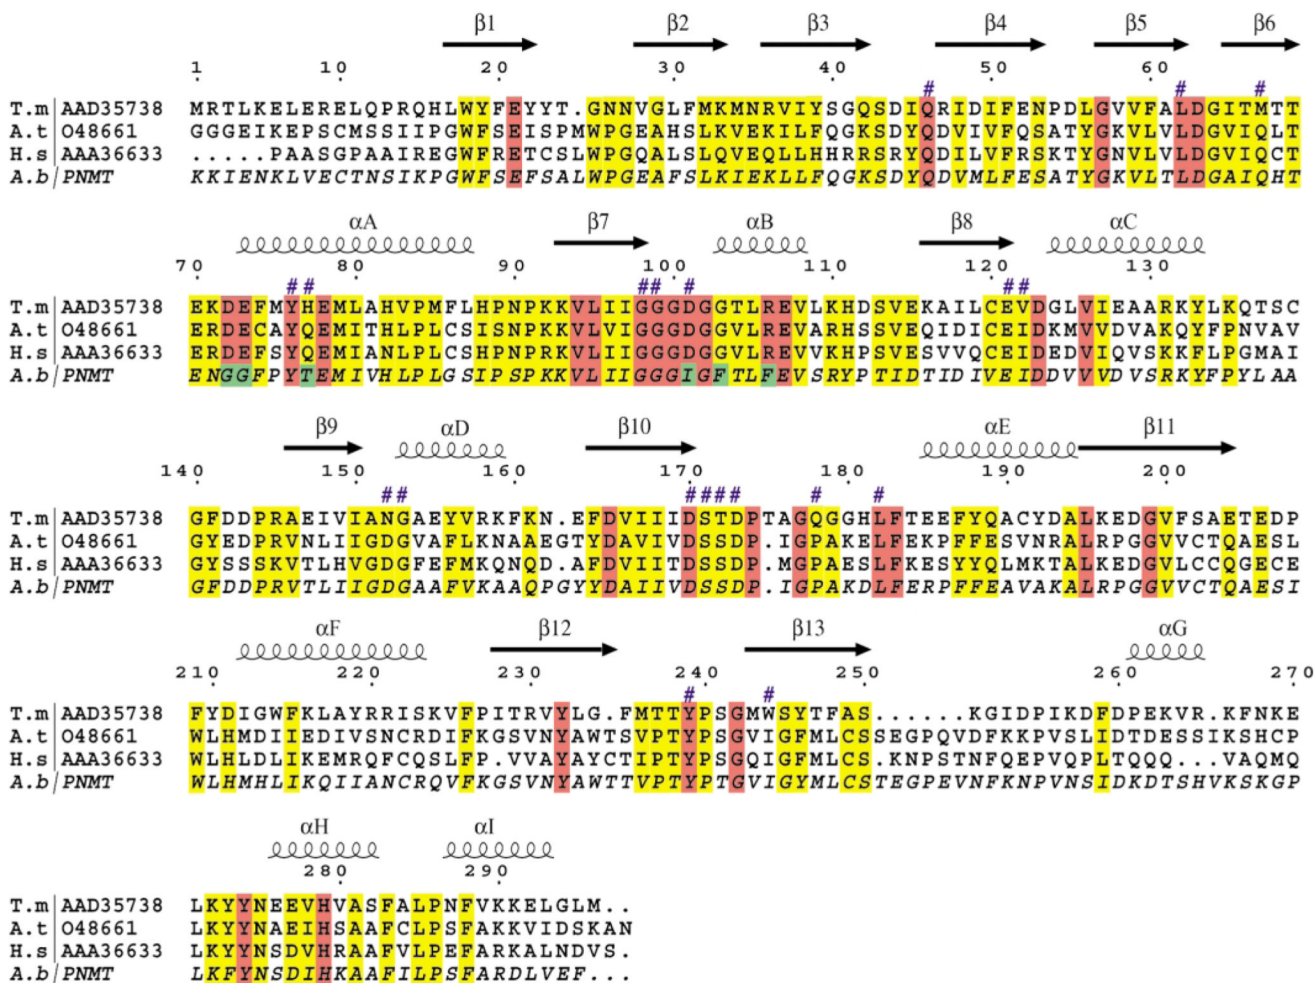 β1 β2 β3 β4 β5 β6
1 10 20 30 40 50 60
# # #
T.m AAD35738 MRTLKELERELQPRQHLWYFEYYT.GNNVGLFMKMNRVIYSGQSDIQRIDIFENPDLGVVFALDGITMTT
A.t O48661 GGGEIKEPSCMSSIIPGWFSEISPMWPGEAHSLKVEKILFQGKSDYQDVIVFQSATYGKVLVLDGVIQLT
H.s AAA36633 .....PAASGPAAIREGWFRETCSLWPGQALSLQVEQLLHHRRSRYQDILVFRSKTYGNVLVLDGVIQCT
A.b PNMT KKIENKLVECTNSIKPGWFSEFSALWPGEAFSLKIEKLLFQGKSDYQDVMLFESATYGKVLTLDGAIQHT
αA β7 αB β8 αC
70 80 90 100 110 120 130
# # # # # # #
T.m AAD35738 EKDEFMYHEMLAHVPMFLHPNPKKVLIIGGGDGGTLREVLKHDSVEKAILCEVDGLVIEAARKYLKQTSC
A.t O48661 ERDECAYQEMITHLPLCSISNPKKVLVIGGGDGGVLREVARHSSVEQIDICEIDKMVVDVAKQYFPNVAV
H.s AAA36633 ERDEFSYQEMIANLPLCSHPNPRKVLIIGGGDGGVLREVVKHPSVESVVQCEIDEDVIQVSKKFLPGMAI
A.b PNMT ENGGFPYTEMIVHLPLGSIPSPKKVLIIGGGIGFTLFEVSRYPTIDTIDIVEIDDVVVDVSRKYFPYLAA
β9 αD β10 αE β11
140 150 160 170 180 190 200
# # # # # # # #
T.m AAD35738 GFDDPRAEIVIANGAEYVRKFKN.EFDVIIIDSTDPTAGQGGHLFTEEFYQACYDALKEDGVFSAETEDP
A.t O48661 GYEDPRVNLIIGDGVAFLKNAAEGTYDAVIVDSSDP.IGPAKELFEKPFFESVNRALRPGGVVCTQAESL
H.s AAA36633 GYSSSKVTLHVGDGFEFMKQNQD.AFDVIITDSSDP.MGPAESLFKESYYQLMKTALKEDGVLCCQGECE
A.b PNMT GFDDPRVTLIIGDGAAFVKAAQPGYYDAIIVDSSDP.IGPAKDLFERPFFEAVAKALRPGGVVCTQAESI
αF β12 β13 αG
210 220 230 240 250 260 270
# #
T.m AAD35738 FYDIGWFKLAYRRISKVFPITRVYLG.FMTTYPSGMWSYTFAS......KGIDPIKDFDPEKVR.KFNKE
A.t O48661 WLHMDIIEDIVSNCRDIFKGSVNYAWTSVPTYPSGVIGFMLCSSEGPQVDFKKPVSLIDTDESSIKSHCP
H.s AAA36633 WLHLDLIKEMRQFCQSLFP.VVAYAYCTIPTYPSGQIGFMLCS.KNPSTNFQEPVQPLTQQQ...VAQMQ
A.b PNMT WLHMHLIKQIIANCRQVFKGSVNYAWTTVPTYPTGVIGYMLCSTEGPEVNFKNPVNSIDKDTSHVKSKGP
αH αI
280 290
T.m AAD35738 LKYYNEEVHVASFALPNFVKKELGLM..
A.t O48661 LKYYNAEIHSAAFCLPSFAKKVIDSKAN
H.s AAA36633 LKYYNSDVHRAAFVLPEFARKALNDVS.
A.b PNMT LKFYNSDIHKAAFILPSFARDLVEF...